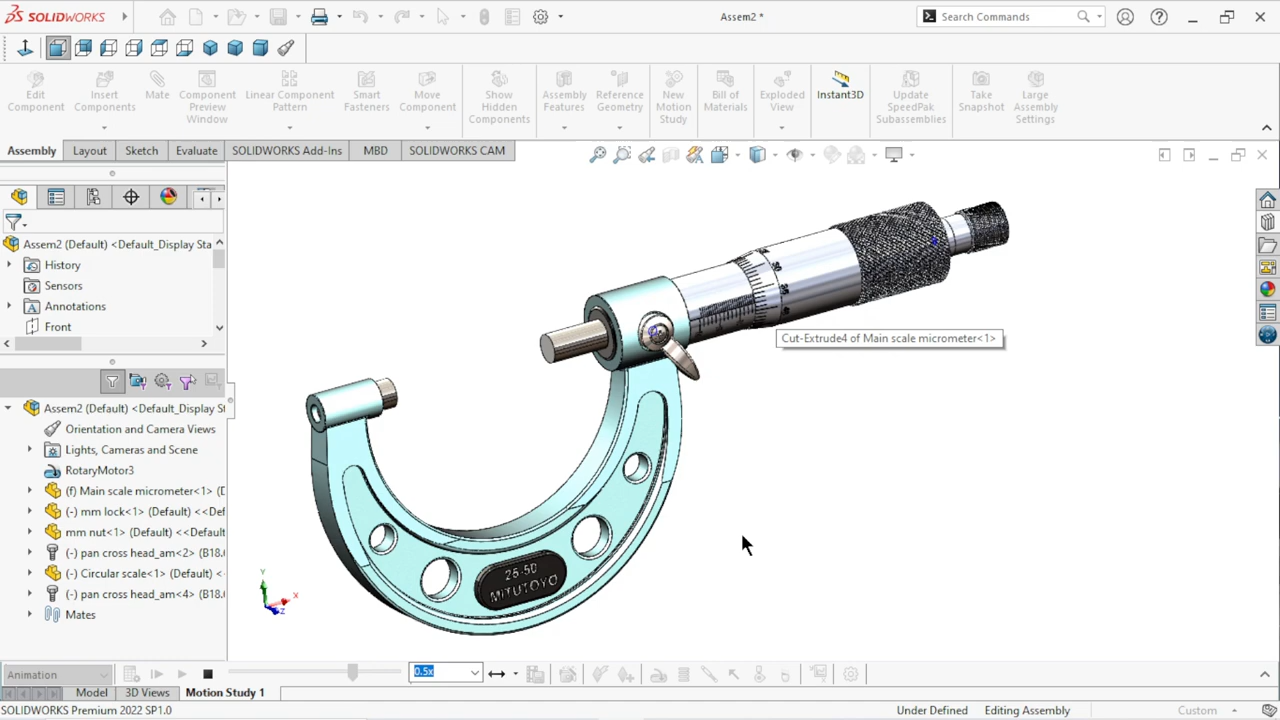 SOLIDWORKS
Assem2 *
Search Commands
Edit Component
Insert Components
Mate
Component Preview Window
Linear Component Pattern
Smart Fasteners
Move Component
Show Hidden Components
Assembly Features
Reference Geometry
New Motion Study
Bill of Materials
Exploded View
Instant3D
Update SpeedPak Subassemblies
Take Snapshot
Large Assembly Settings
Assembly
Layout
Sketch
Evaluate
SOLIDWORKS Add-Ins
MBD
SOLIDWORKS CAM
Assem2 (Default) <Default_Display Sta
History
Sensors
Annotations
Front
Assem2 (Default) <Default_Display St
Orientation and Camera Views
Lights, Cameras and Scene
RotaryMotor3
(f) Main scale micrometer<1> (D
(-) mm lock<1> (Default) <<Defa
mm nut<1> (Default) <<Default
(-) pan cross head_am<2> (B18.
(-) Circular scale<1> (Default) <
(-) pan cross head_am<4> (B18.
Mates
Cut-Extrude4 of Main scale micrometer<1>
25-50
MITUTOYO
Y
X
Z
Animation
0.5x
Model
3D Views
Motion Study 1
SOLIDWORKS Premium 2022 SP1.0
Under Defined
Editing Assembly
Custom